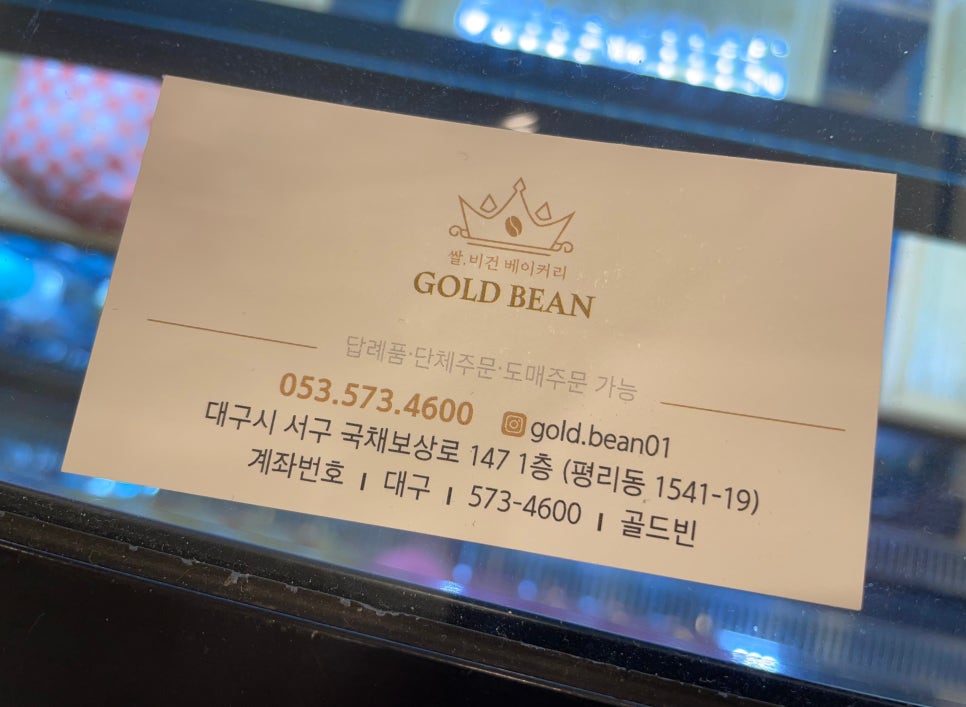 쌀, 비건 베이커리
GOLD BEAN
답례품·단체주문·도매주문 가능
053.573.4600 gold.bean01
대구시 서구 국채보상로 147 1층 (평리동 1541-19)
계좌번호 ı 대구 ı 573-4600 ı 골드빈